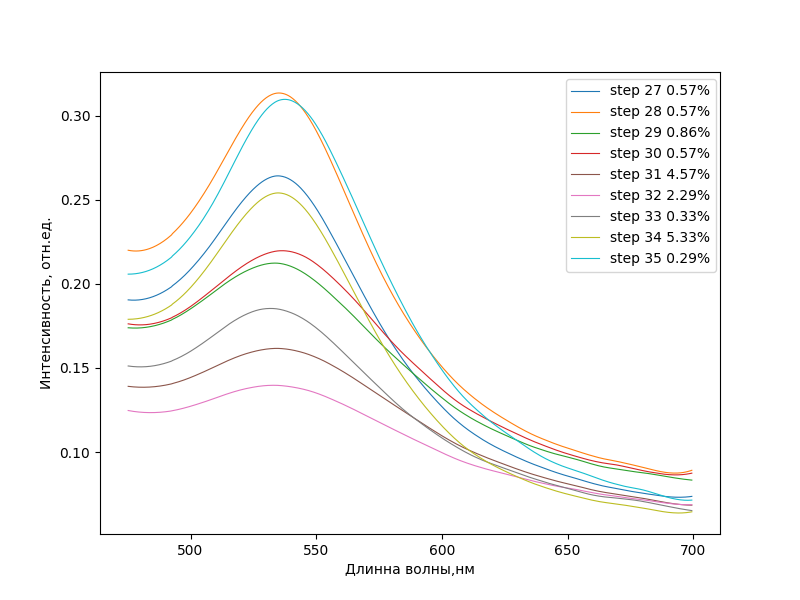 0.30
0.25
0.20
0.15
0.10
500
550
600
650
700
Интенсивность, отн.ед.
Длинна волны,нм
step 27 0.57%
step 28 0.57%
step 29 0.86%
step 30 0.57%
step 31 4.57%
step 32 2.29%
step 33 0.33%
step 34 5.33%
step 35 0.29%